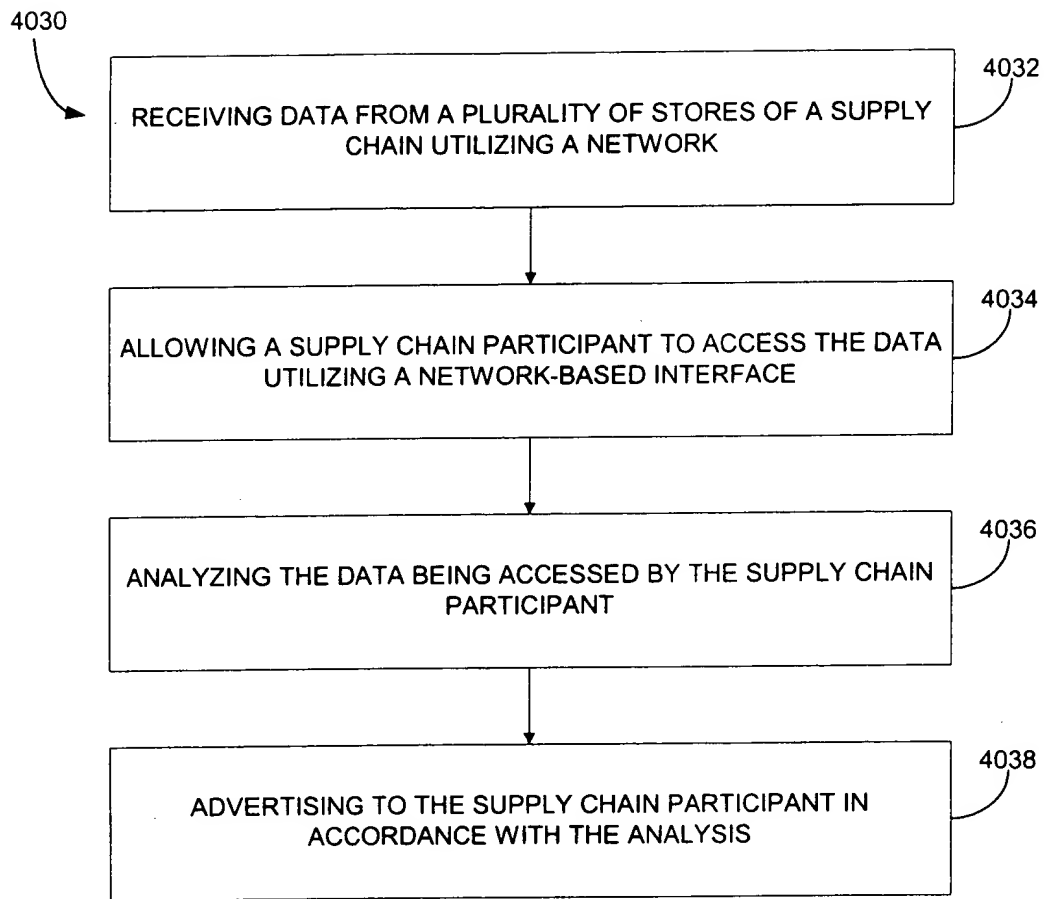 4030
4032
RECEIVING DATA FROM A PLURALITY OF STORES OF A SUPPLY
CHAIN UTILIZING A NETWORK
4034
ALLOWING A SUPPLY CHAIN PARTICIPANT TO ACCESS THE DATA
UTILIZING A NETWORK-BASED INTERFACE
4036
ANALYZING THE DATA BEING ACCESSED BY THE SUPPLY CHAIN
PARTICIPANT
4038
ADVERTISING TO THE SUPPLY CHAIN PARTICIPANT IN
ACCORDANCE WITH THE ANALYSIS